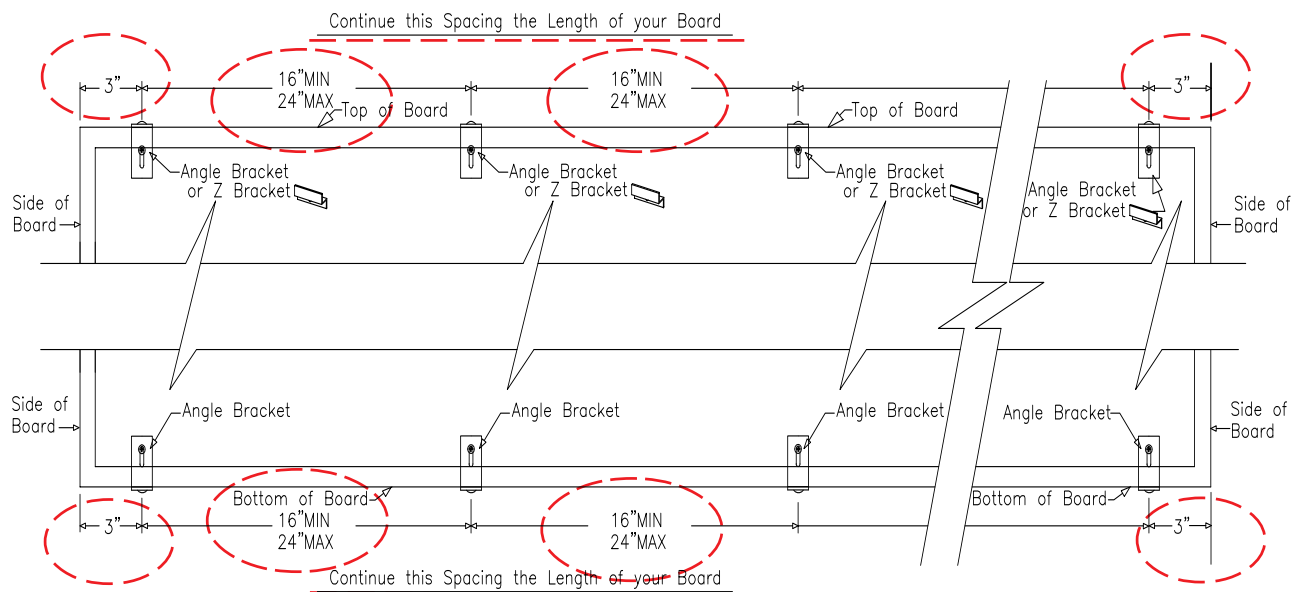 Continue this Spacing the Length of your Board
3"
16"MIN
24"MAX
16"MIN
24"MAX
3"
Top of Board
Top of Board
Angle Bracket
or Z Bracket
Angle Bracket
or Z Bracket
Angle Bracket
or Z Bracket
Angle Bracket
or Z Bracket
Side of
Board
Side of
Board
Side of
Board
Angle Bracket
Angle Bracket
Angle Bracket
Angle Bracket
Side of
Board
Bottom of Board
Bottom of Board
3"
16"MIN
24"MAX
16"MIN
24"MAX
3"
Continue this Spacing the Length of your Board